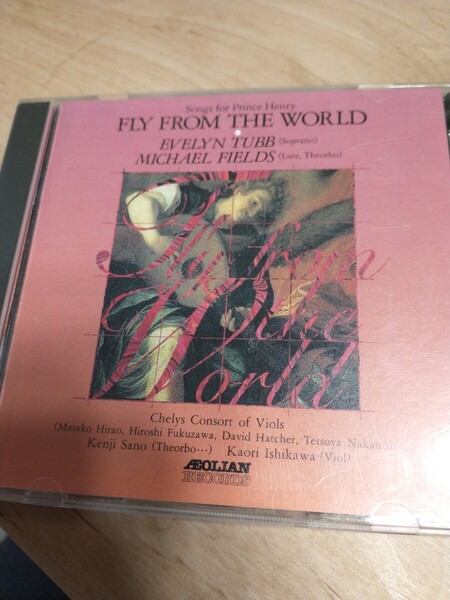 Songs for Prince Henry
FLY FROM THE WORLD
EVELYN TUBB (Soprano)
MICHAEL FIELDS (Lute, Theorbo)
Fly from
The
World
Chelys Consort of Viols
(Masako Hirao, Hiroshi Fukuzawa, David Hatcher, Tetsuya Nakano)
Kenji Sano (Theorbo…) Kaori Ishikawa (Viol)
ÆOLIAN
RECORDS